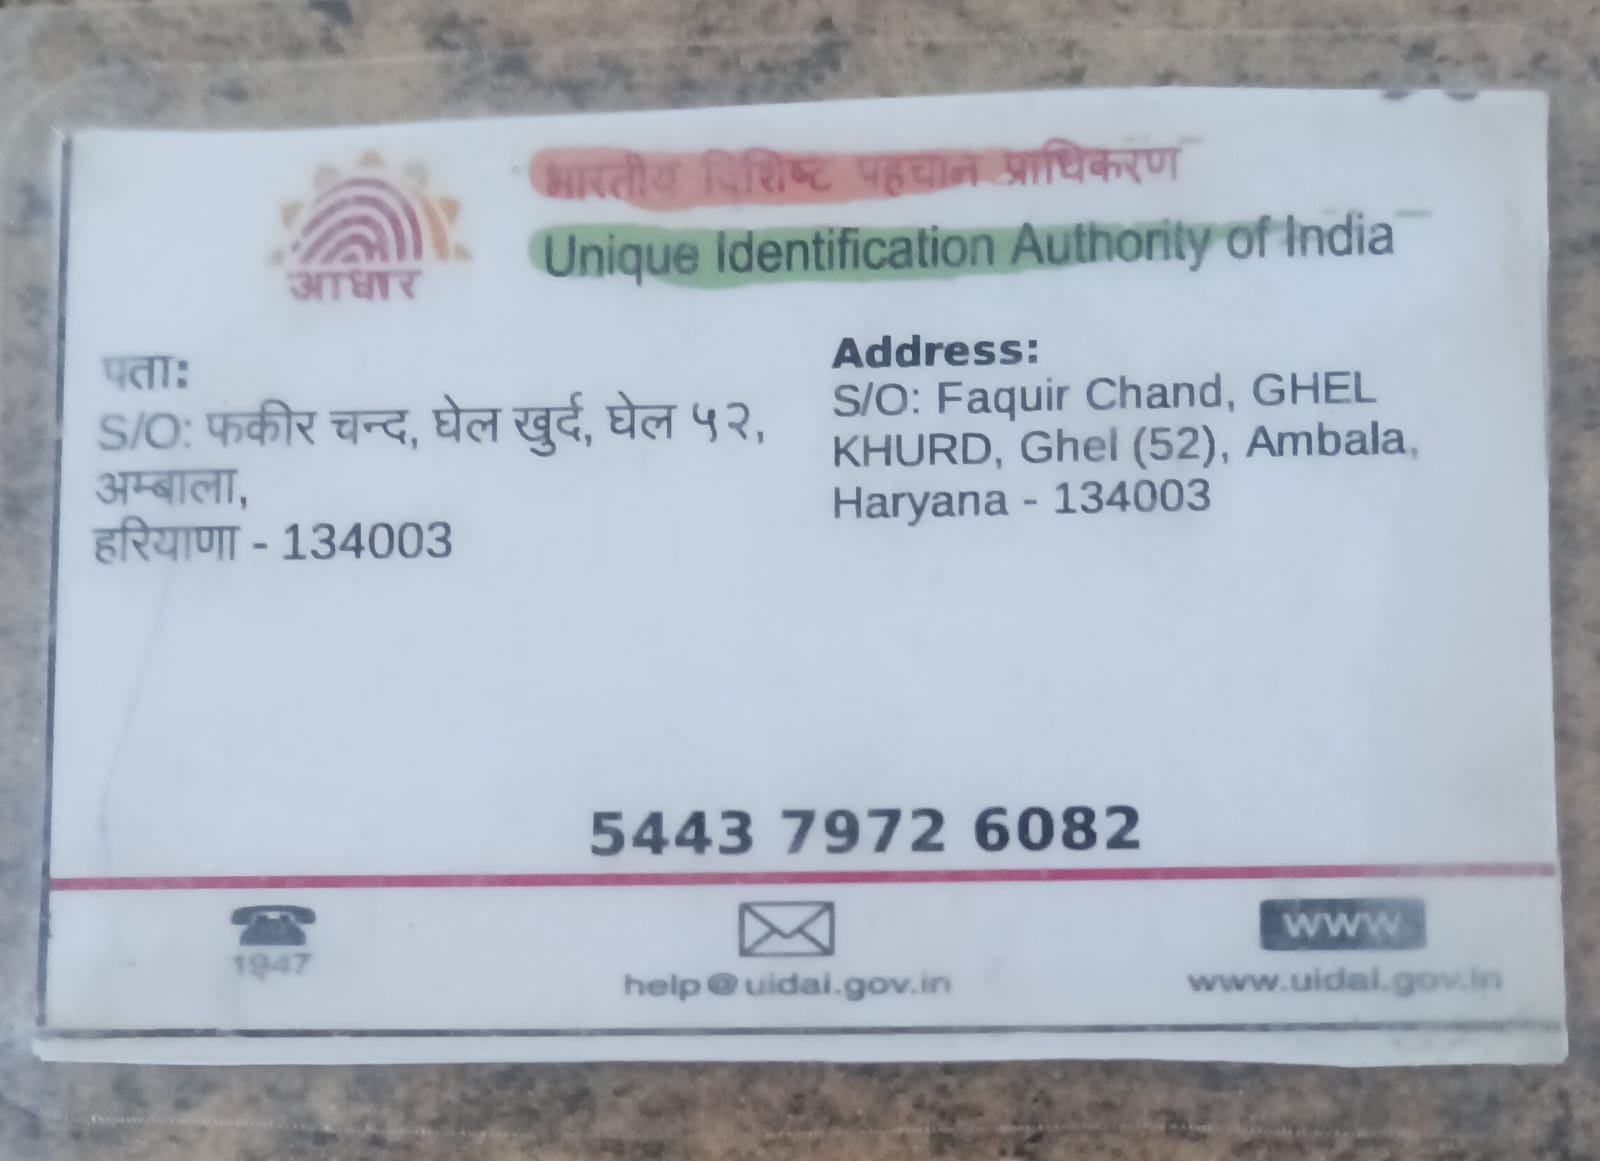 आधार
भारतीय विशिष्ट पहचान प्राधिकरण
Unique Identification Authority of India
पता:
S/O: फकीर चन्द, घेल खुर्द, घेल ५२,
अम्बाला,
हरियाणा - 134003
Address:
S/O: Faquir Chand, GHEL
KHURD, Ghel (52), Ambala,
Haryana - 134003
5443 7972 6082
1947
help@uidai.gov.in
WWW
www.uidai.gov.in